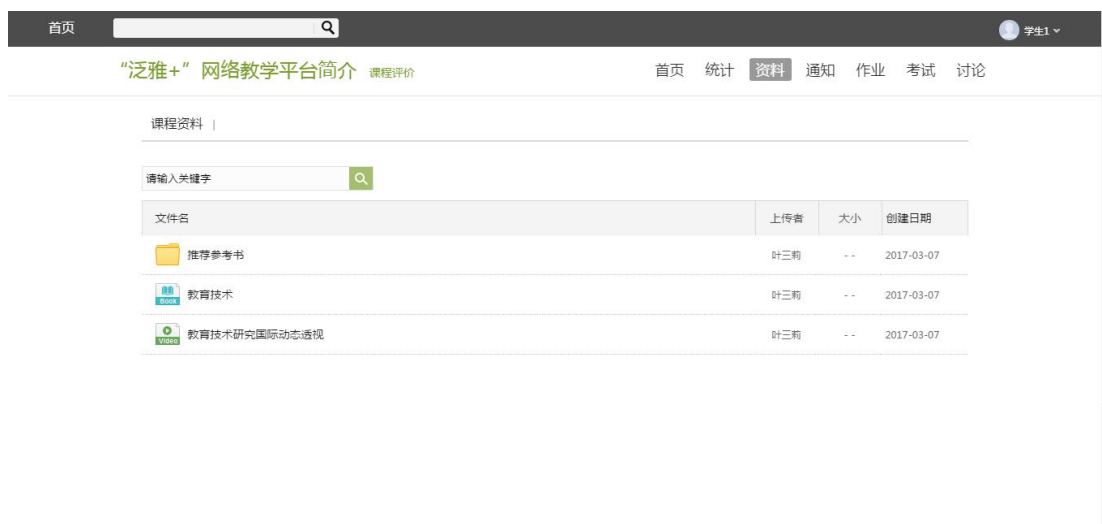 首页 学生1
“泛雅+”网络教学平台简介 课程评价 首页 统计 资料 通知 作业 考试 讨论
课程资料 |
请输入关键字
文件名 上传者 大小 创建日期
推荐参考书 叶三莉 - - 2017-03-07
Book 教育技术 叶三莉 - - 2017-03-07
Video 教育技术研究国际动态透视 叶三莉 - - 2017-03-07